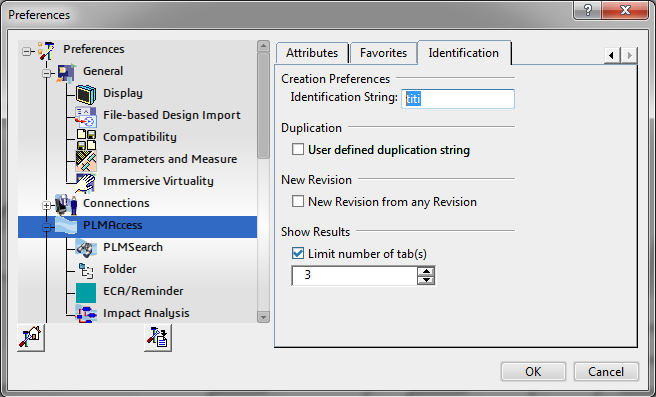 Preferences
Preferences
General
Display
File-based Design Import
Compatibility
Parameters and Measure
Immersive Virtuality
Connections
PLMAccess
PLMSearch
Folder
ECA/Reminder
Impact Analysis
Attributes
Favorites
Identification
Creation Preferences
Identification String: titi
Duplication
User defined duplication string
New Revision
New Revision from any Revision
Show Results
Limit number of tab(s)
3
OK
Cancel